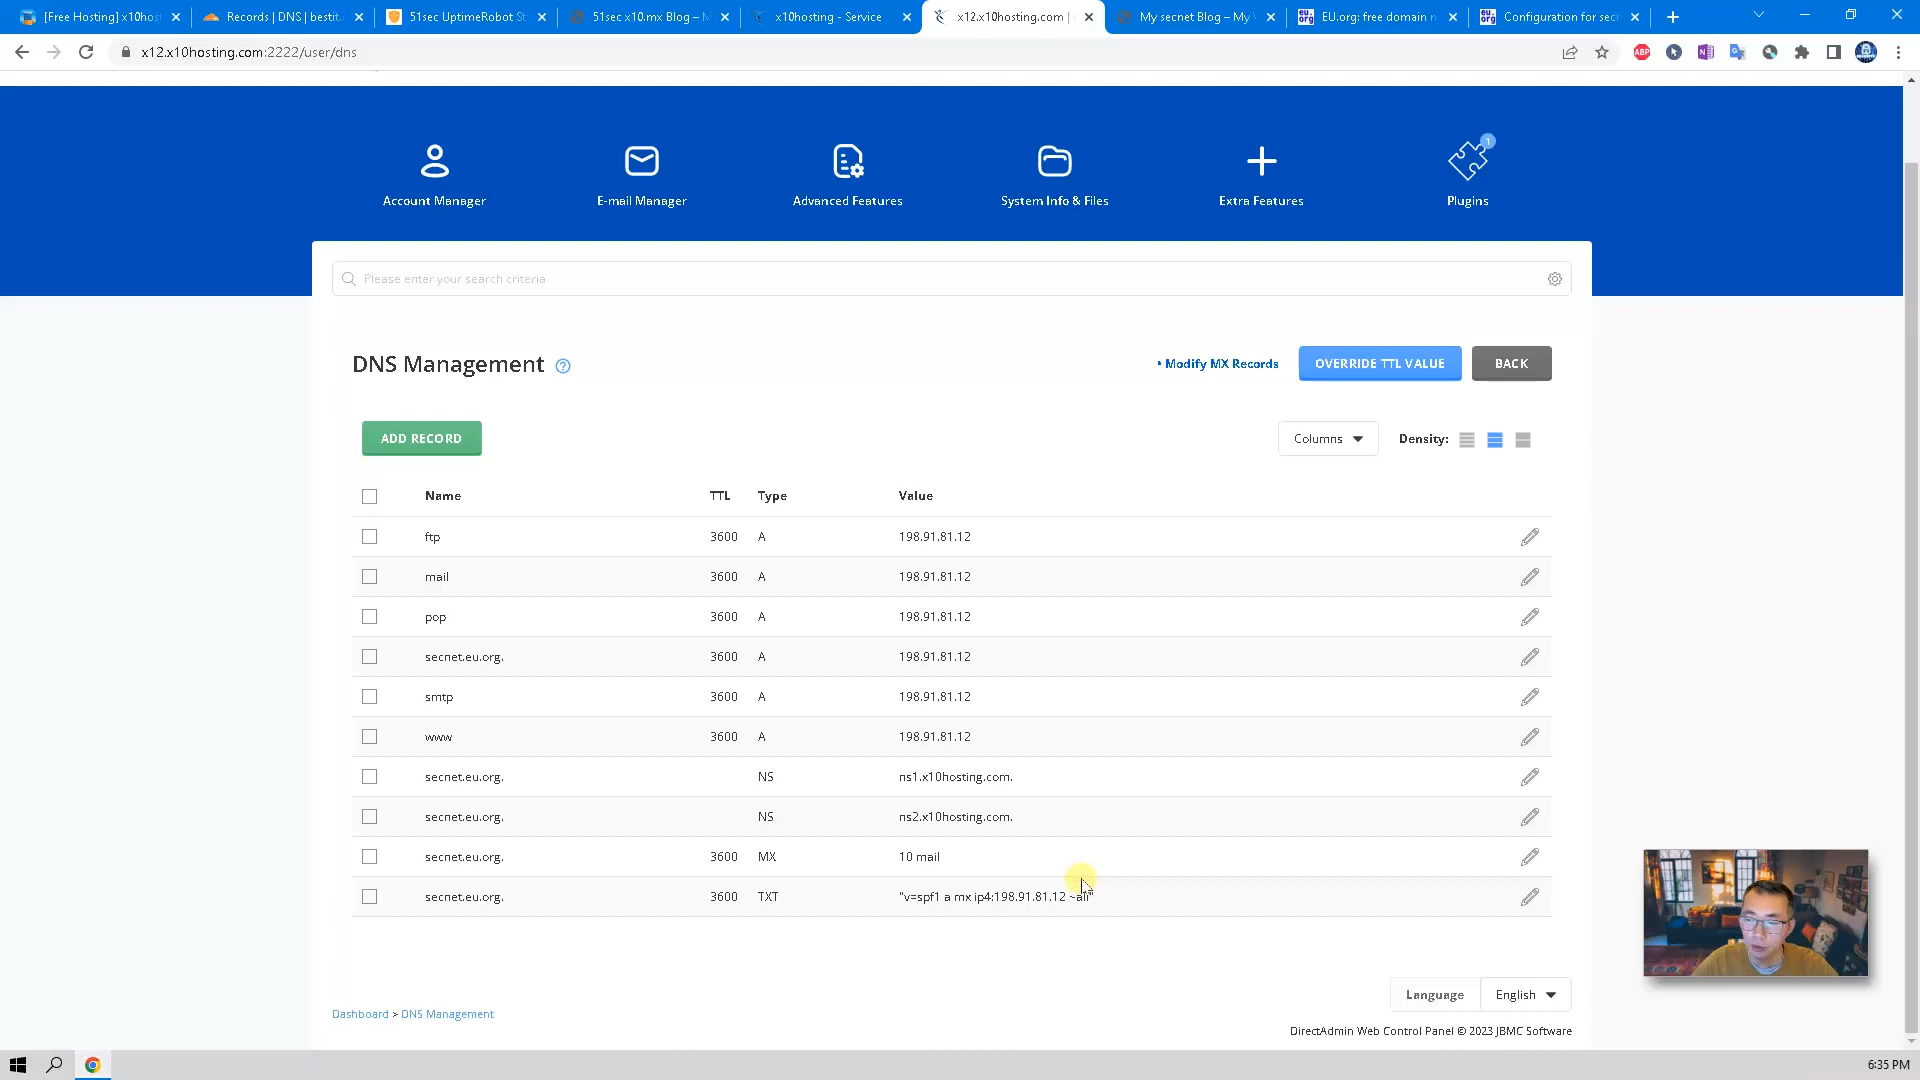 [Free Hosting] x10host
Records | DNS | bestit.
51sec UptimeRobot St
51sec x10.mx Blog – M
x10hosting - Service
x12.x10hosting.com |
My secnet Blog – My
EU.org: free domain n
Configuration for sec
x12.x10hosting.com:2222/user/dns
ABP
Account Manager
E-mail Manager
Advanced Features
System Info & Files
Extra Features
1
Plugins
Please enter your search criteria
DNS Management ?
• Modify MX Records
OVERRIDE TTL VALUE
BACK
ADD RECORD
Columns
Density:
Name TTL Type Value
ftp 3600 A 198.91.81.12
mail 3600 A 198.91.81.12
pop 3600 A 198.91.81.12
secnet.eu.org. 3600 A 198.91.81.12
smtp 3600 A 198.91.81.12
www 3600 A 198.91.81.12
secnet.eu.org. NS ns1.x10hosting.com.
secnet.eu.org. NS ns2.x10hosting.com.
secnet.eu.org. 3600 MX 10 mail
secnet.eu.org. 3600 TXT "v=spf1 a mx ip4:198.91.81.12 ~all"
Language English
Dashboard > DNS Management
DirectAdmin Web Control Panel © 2023 JBMC Software
6:35 PM